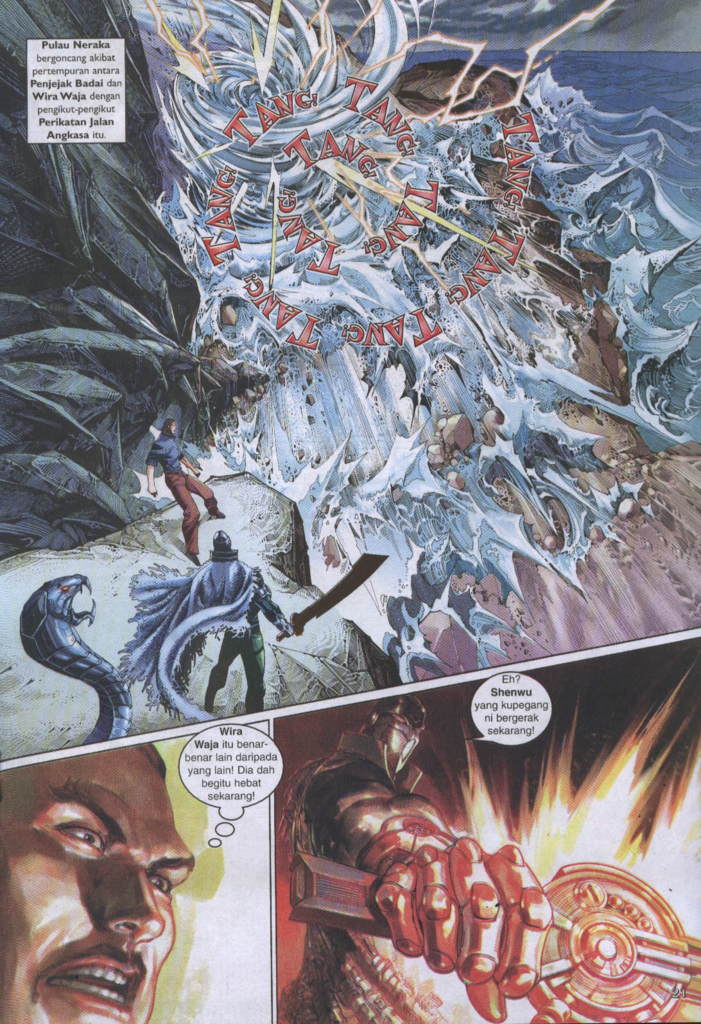 Pulau Neraka
bergoncang akibat
pertempuran antara
Penjejak Badai dan
Wira Waja dengan
pengikut-pengikut
Perikatan Jalan
Angkasa itu.
TANG!
TANG!
TANG!
TANG!
TANG!
TANG!
TANG!
TANG!
TANG!
TANG!
TANG!
Wira
Waja itu benar-
benar lain daripada
yang lain! Dia dah
begitu hebat
sekarang!
Eh?
Shenwu
yang kupegang
ni bergerak
sekarang!
21